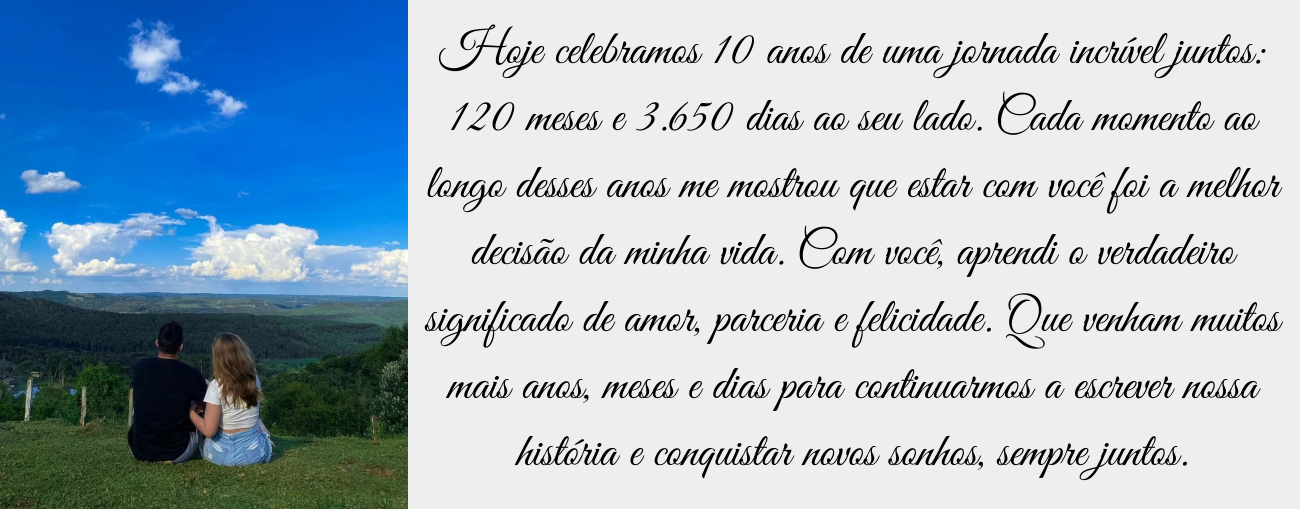 Hoje celebramos 10 anos de uma jornada incrível juntos:
120 meses e 3.650 dias ao seu lado. Cada momento ao
longo desses anos me mostrou que estar com você foi a melhor
decisão da minha vida. Com você, aprendi o verdadeiro
significado de amor, parceria e felicidade. Que venham muitos
mais anos, meses e dias para continuarmos a escrever nossa
história e conquistar novos sonhos, sempre juntos.